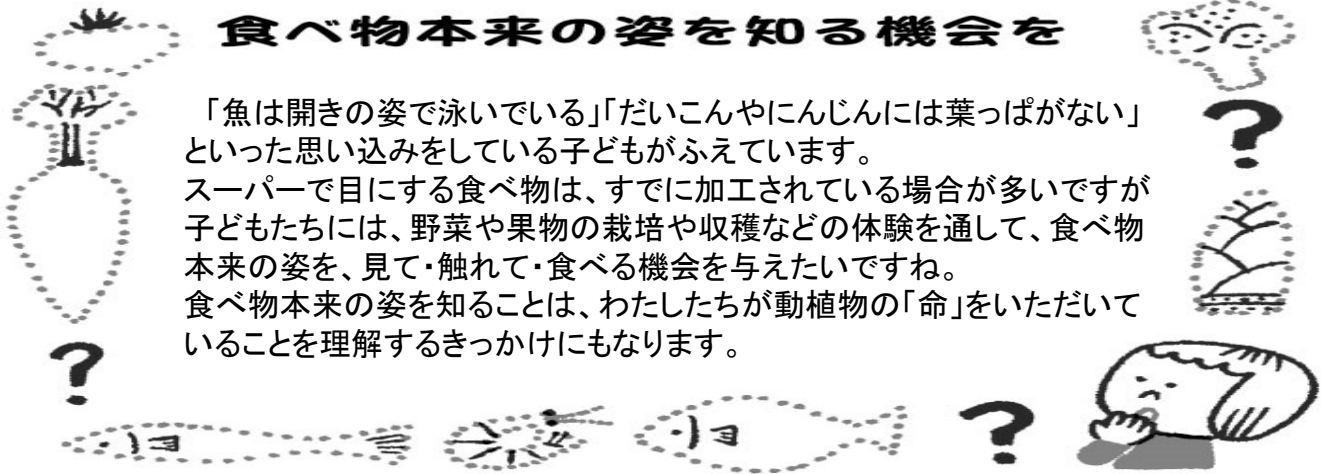 食べ物本来の姿を知る機会を
「魚は開きの姿で泳いでいる」「だいこんやにんじんには葉っぱがない」
といった思い込みをしている子どもがふえています。
スーパーで目にする食べ物は、すでに加工されている場合が多いですが
子どもたちには、野菜や果物の栽培や収穫などの体験を通して、食べ物
本来の姿を、見て・触れて・食べる機会を与えたいですね。
食べ物本来の姿を知ることは、わたしたちが動植物の「命」をいただいて
いることを理解するきっかけにもなります。
?
?
?